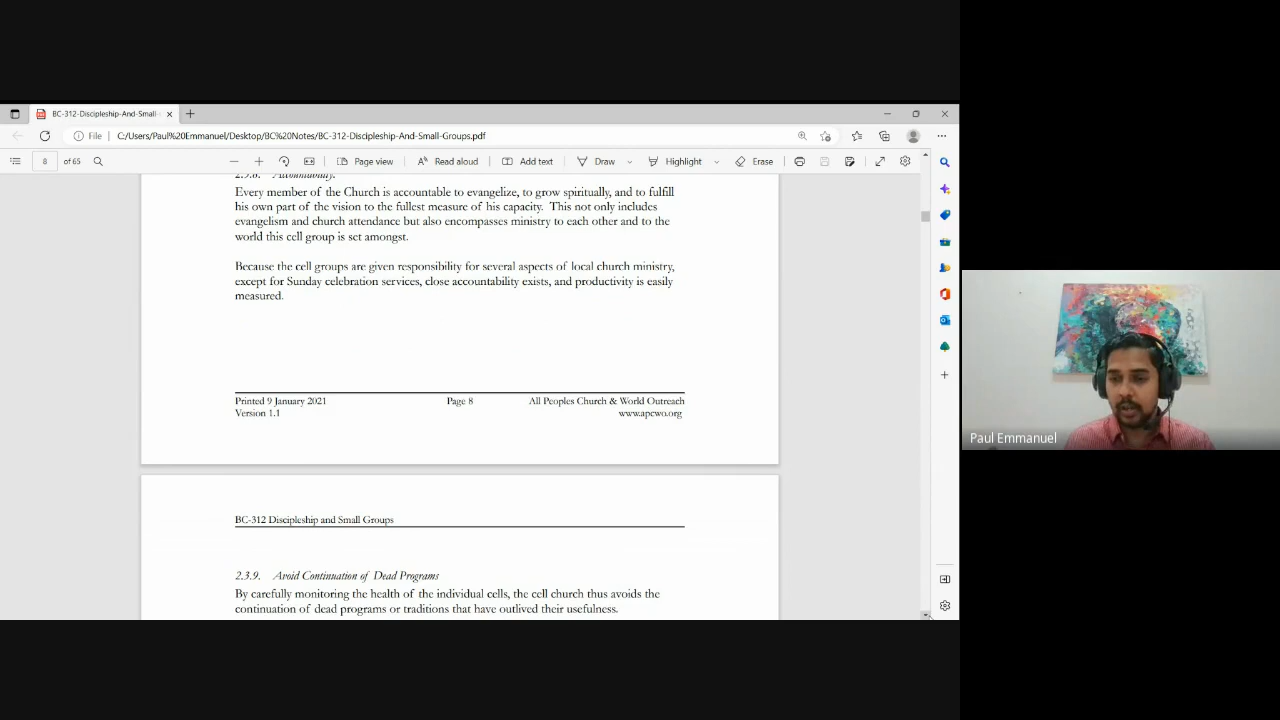 BC-312-Discipleship-And-Small-
File
C:/Users/Paul%20Emmanuel/Desktop/BC%20Notes/BC-312-Discipleship-And-Small-Groups.pdf
8 of 65
Page view
Read aloud
Add text
Draw
Highlight
Erase
2.3.8. Accountability.
Every member of the Church is accountable to evangelize, to grow spiritually, and to fulfill
his own part of the vision to the fullest measure of his capacity. This not only includes
evangelism and church attendance but also encompasses ministry to each other and to the
world this cell group is set amongst.
Because the cell groups are given responsibility for several aspects of local church ministry,
except for Sunday celebration services, close accountability exists, and productivity is easily
measured.
Printed 9 January 2021 Page 8 All Peoples Church & World Outreach
Version 1.1 www.apcwo.org
BC-312 Discipleship and Small Groups
2.3.9. Avoid Continuation of Dead Programs
By carefully monitoring the health of the individual cells, the cell church thus avoids the
continuation of dead programs or traditions that have outlived their usefulness.
Paul Emmanuel